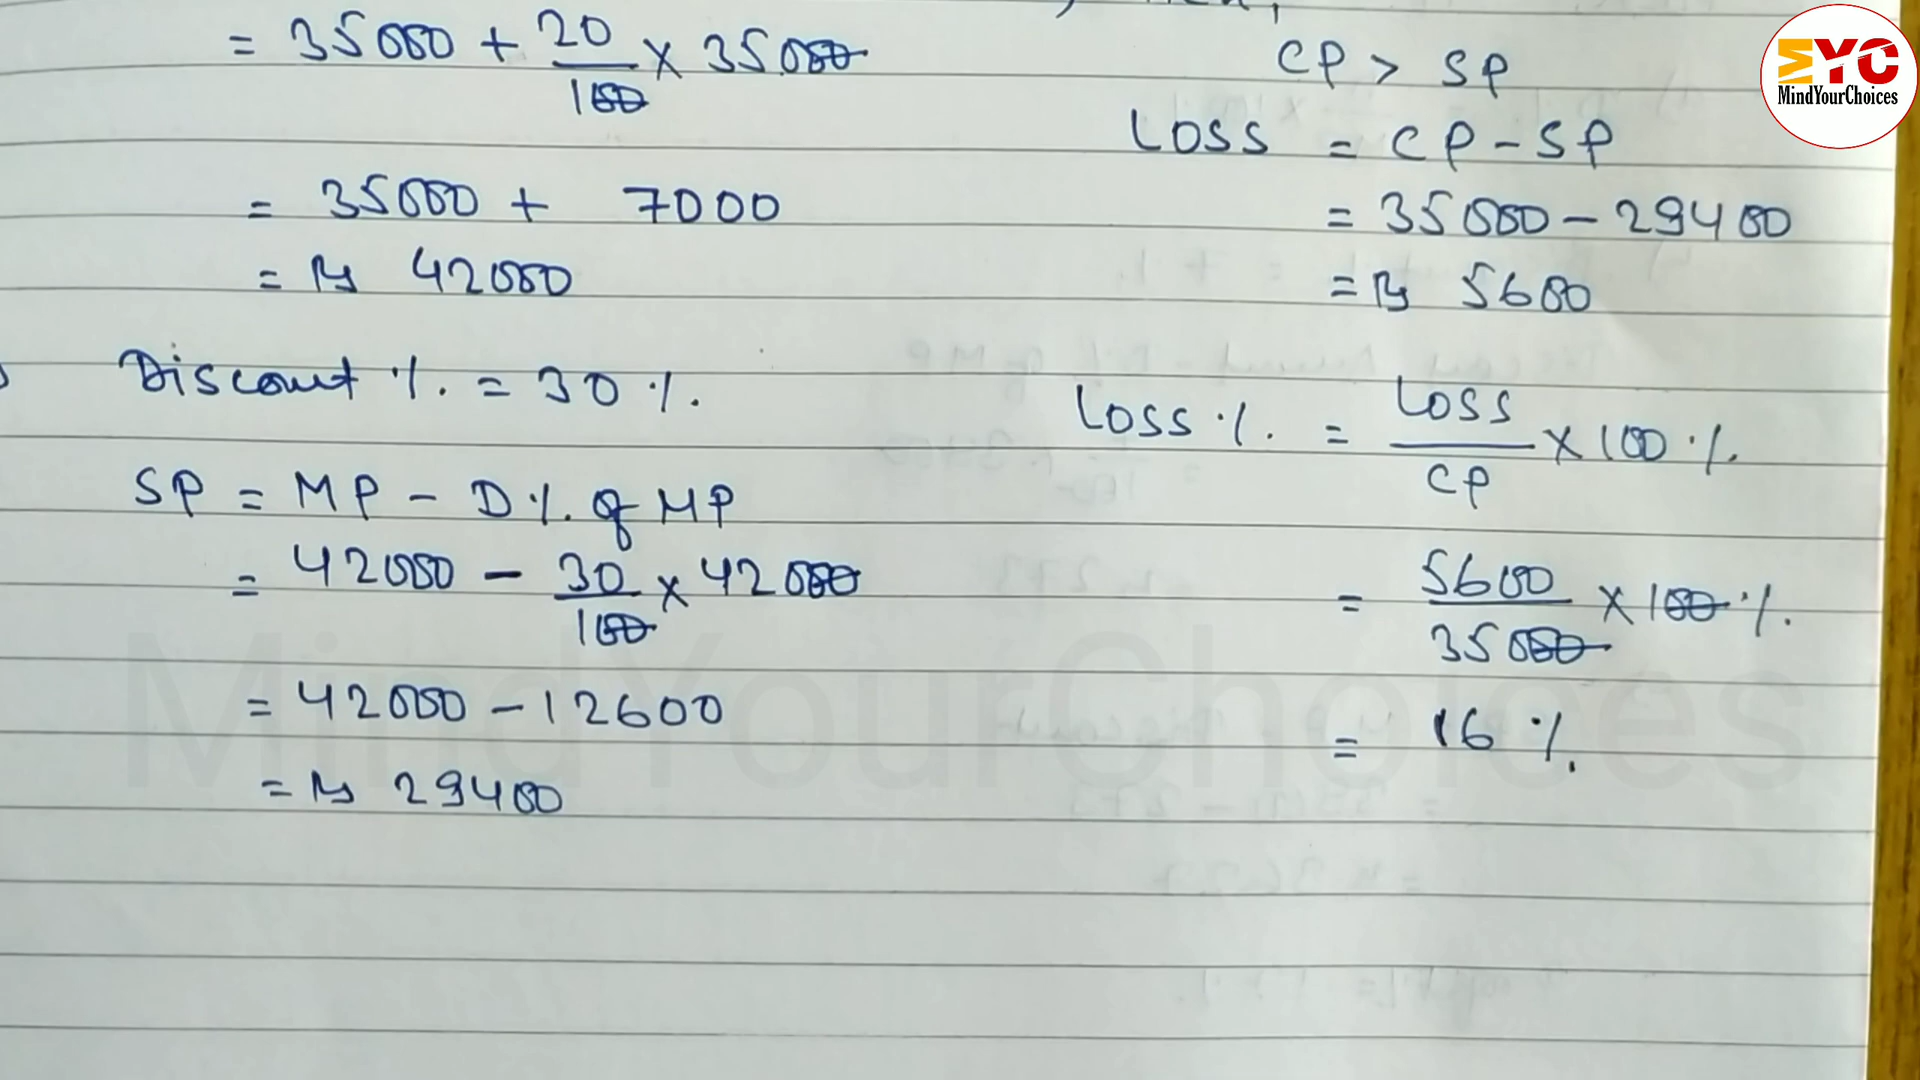 = 35000 + 20/100 × 35000
= 35000 + 7000
= Rs 42000
Discount % = 30 %.
SP = MP - D% of MP
= 42000 - 30/100 × 42000
= 42000 - 12600
= Rs 29400
CP > SP
LOSS = CP - SP
= 35000 - 29400
= Rs 5600
LOSS % = LOSS/CP × 100 %.
= 5600/35000 × 100 %.
= 16 %.
MYC
MindYourChoices
MindYourChoices